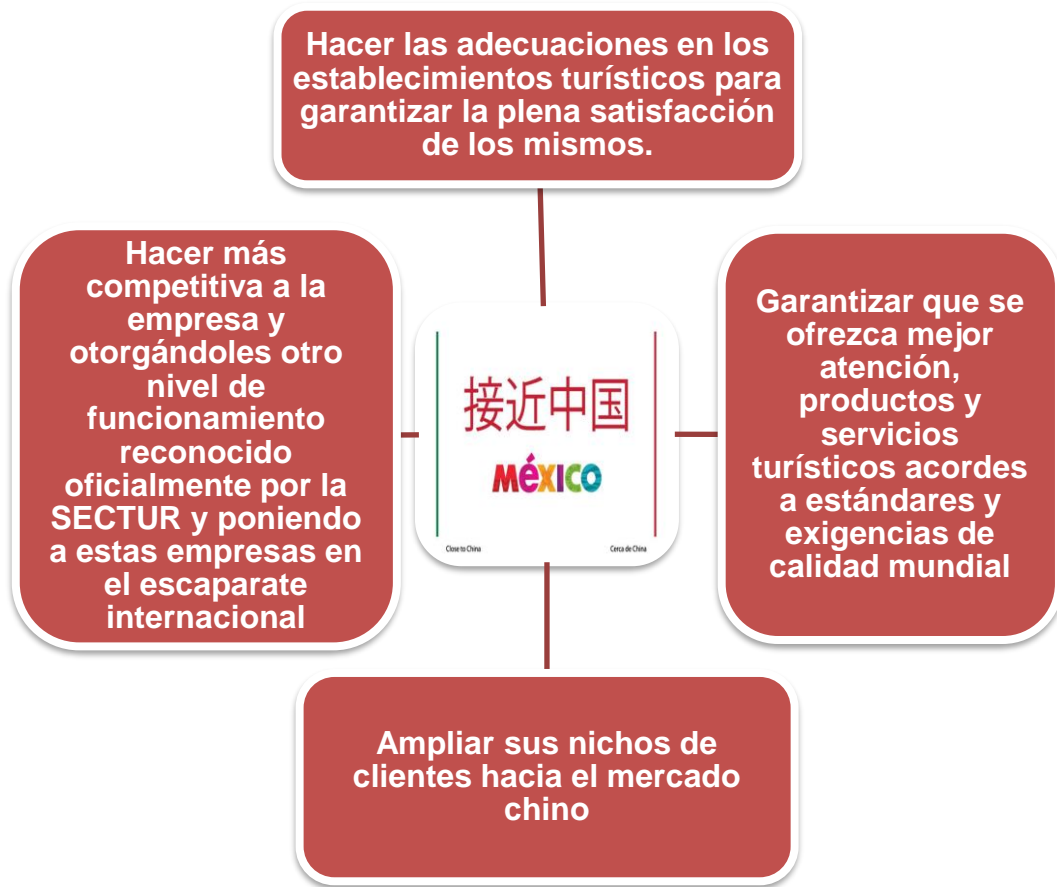 Hacer las adecuaciones en los
establecimientos turísticos para
garantizar la plena satisfacción
de los mismos.
Hacer más
competitiva a la
empresa y
otorgándoles otro
nivel de
funcionamiento
reconocido
oficialmente por la
SECTUR y poniendo
a estas empresas en
el escaparate
internacional
接近中国
méxico
Close to China
Cerca de China
Garantizar que se
ofrezca mejor
atención,
productos y
servicios
turísticos acordes
a estándares y
exigencias de
calidad mundial
Ampliar sus nichos de
clientes hacia el mercado
chino